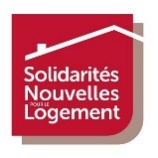 Solidarités
Nouvelles
POUR LE
Logement